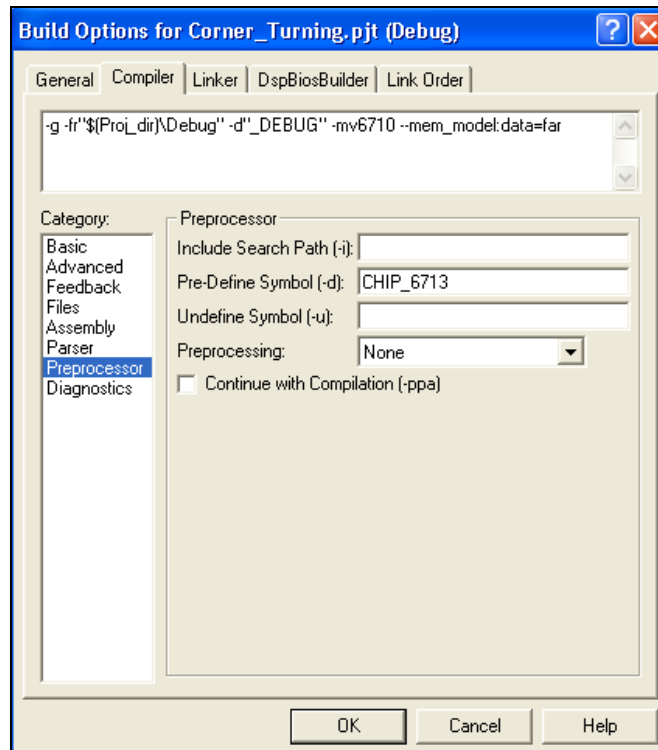 Build Options for Corner_Turning.pjt (Debug)
General Compiler Linker DspBiosBuilder Link Order
-g -fr"$(Proj_dir)\Debug" -d"_DEBUG" -mv6710 --mem_model:data=far
Category:
Basic
Advanced
Feedback
Files
Assembly
Parser
Preprocessor
Diagnostics
Preprocessor
Include Search Path (-i):
Pre-Define Symbol (-d): CHIP_6713
Undefine Symbol (-u):
Preprocessing: None
Continue with Compilation (-ppa)
OK Cancel Help